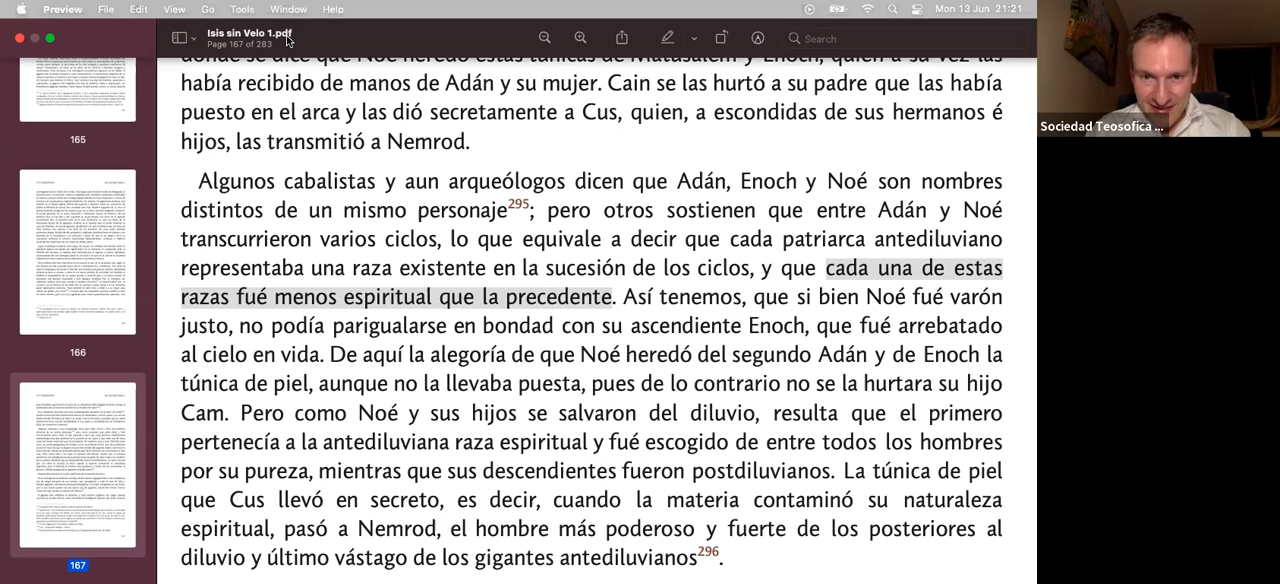 Preview File Edit View Go Tools Window Help Mon 13 Jun 21:21
Isis sin Velo 1.pdf
Page 167 of 283
Search
165
166
167
Sociedad Teosofica ...
había recibido de manos de Adán y su mujer. Caín se las hurtó a su padre que las había
puesto en el arca y las dió secretamente a Cus, quien, a escondidas de sus hermanos é
hijos, las transmitió a Nemrod.
Algunos cabalistas y aun arqueólogos dicen que Adán, Enoch y Noé son nombres
distintos de un mismo personaje295; pero otros sostienen que entre Adán y Noé
transcurrieron varios ciclos, lo que equivale a decir que cada patriarca antediluviano
representaba una raza existente en la sucesión de los ciclos, y que cada una de estas
razas fué menos espiritual que la precedente. Así tenemos, que si bien Noé fué varón
justo, no podía parigualarse en bondad con su ascendiente Enoch, que fué arrebatado
al cielo en vida. De aquí la alegoría de que Noé heredó del segundo Adán y de Enoch la
túnica de piel, aunque no la llevaba puesta, pues de lo contrario no se la hurtara su hijo
Cam. Pero como Noé y sus hijos se salvaron del diluvio, resulta que el primero
pertenecía a la antediluviana raza espiritual y fué escogido entre todos los hombres
por su pureza, mientras que sus descendientes fueron postdiluvianos. La túnica de piel
que Cus llevó en secreto, es decir, cuando la materia contaminó su naturaleza
espiritual, pasó a Nemrod, el hombre más poderoso y fuerte de los posteriores al
diluvio y último vástago de los gigantes antediluvianos296.